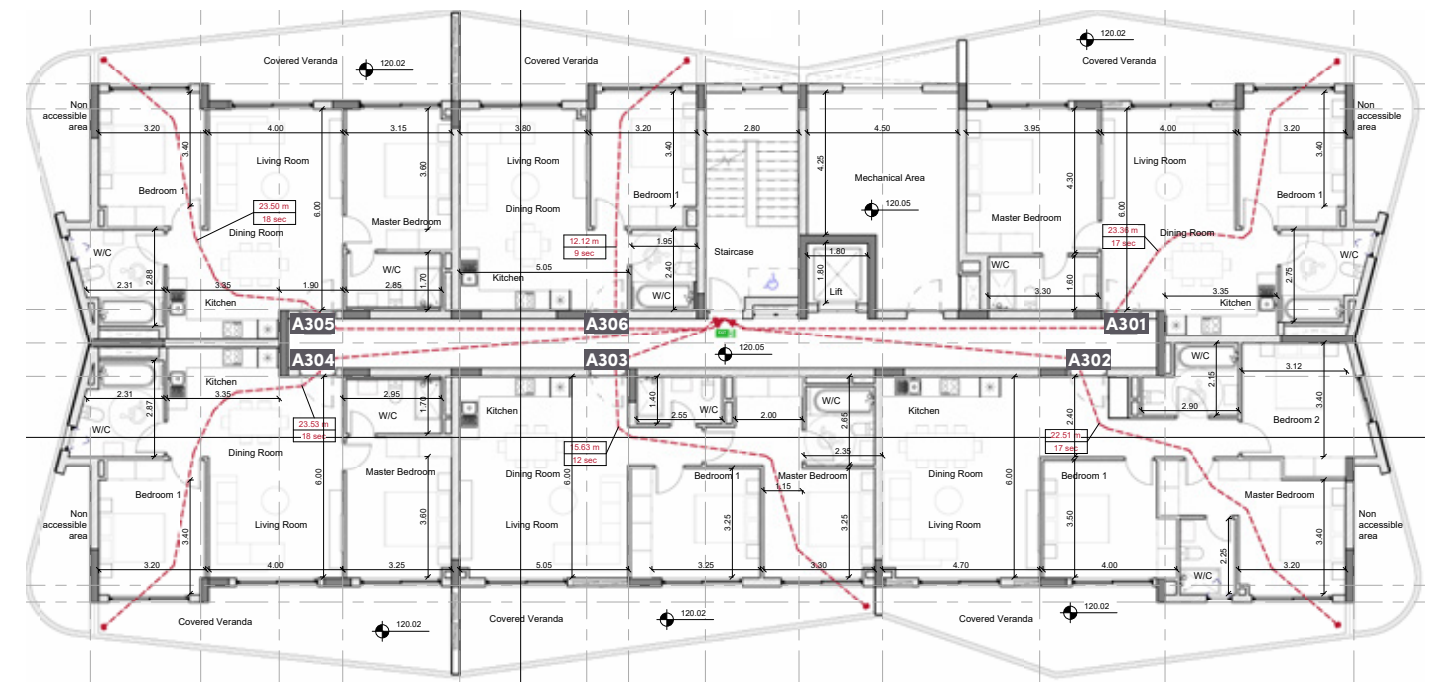 Covered Veranda
120.02
Covered Veranda
120.02
Covered Veranda
Non
accessible
area
3.20
4.00
3.15
3.80
3.20
2.80
4.50
3.95
4.00
3.20
Non
accessible
area
3.40
3.60
3.40
4.25
4.30
3.40
Living Room
Living Room
Living Room
Mechanical Area
Bedroom 1
Bedroom 1
Bedroom 1
6.00
6.00
23.50 m
18 sec
Dining Room
Master Bedroom
Dining Room
120.05
Master Bedroom
Dining Room
12.12 m
9 sec
23.36 m
17 sec
W/C
1.95
Staircase
1.80
W/C
W/C
2.88
W/C
5.05
2.40
1.80
1.60
2.75
Kitchen
2.31
3.35
1.90
2.85
1.70
W/C
Lift
3.30
3.35
Kitchen
Kitchen
A305
A306
A301
EXIT
120.05
A304
A303
A302
W/C
2.15
3.12
Kitchen
2.31
3.35
2.95
1.70
1.40
2.55
2.00
W/C
2.65
2.40
2.90
3.40
2.87
W/C
Kitchen
W/C
Kitchen
Bedroom 2
23.53 m
18 sec
W/C
15.63 m
12 sec
22.51 m
17 sec
Dining Room
2.35
Master Bedroom
Dining Room
Bedroom 1
Master Bedroom
Dining Room
Bedroom 1
Master Bedroom
Bedroom 1
6.00
6.00
6.00
1.15
Non
accessible
area
Living Room
3.60
Living Room
3.25
3.25
Living Room
3.50
Non
accessible
area
3.40
2.25
3.40
3.20
4.00
3.25
5.05
3.25
3.30
4.70
4.00
W/C
3.20
Covered Veranda
120.02
Covered Veranda
120.02
Covered Veranda
120.02